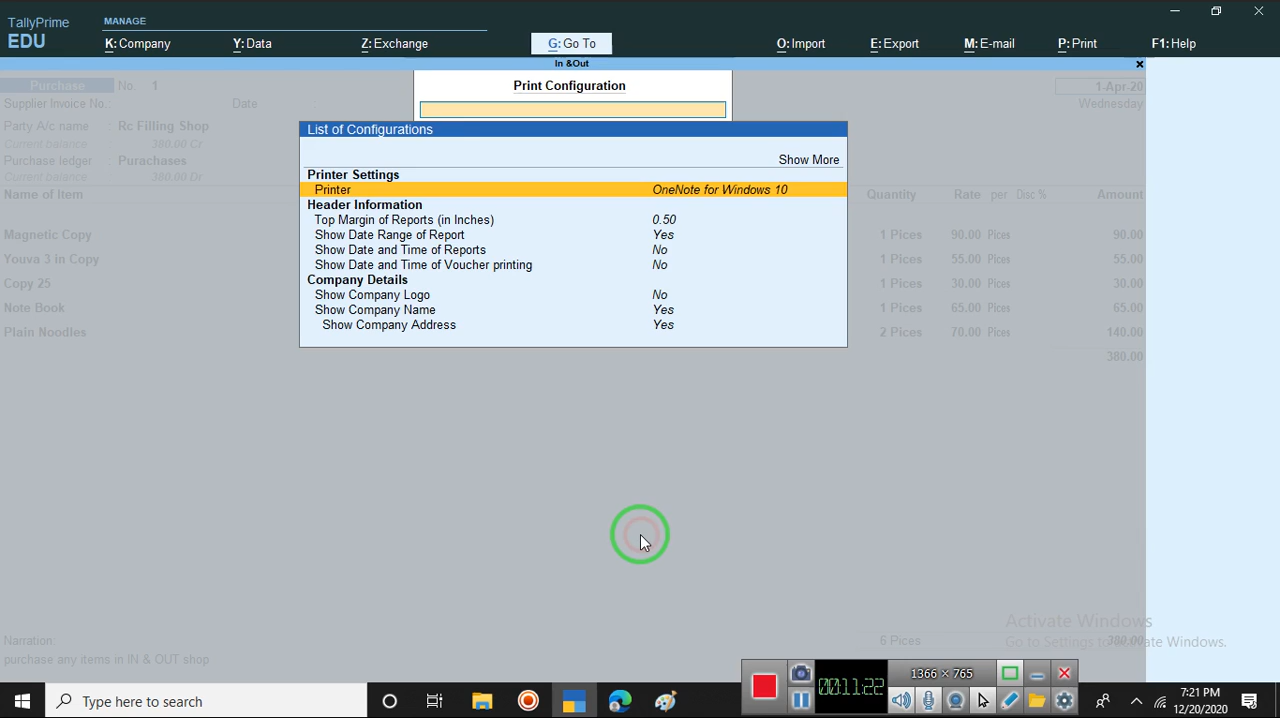 TallyPrime
EDU
MANAGE
K: Company
Y: Data
Z: Exchange
G: Go To
O: Import
E: Export
M: E-mail
P: Print
F1: Help
In &Out
Purchase No. 1
1-Apr-20
Supplier Invoice No. Date
Wednesday
Party A/c name : Rc Filling Shop
Current balance : 380.00 Cr
Purchase ledger : Purachases
Current balance : 380.00 Dr
Name of Item Quantity Rate per Disc % Amount
Magnetic Copy 1 Pices 90.00 Pices 90.00
Youva 3 in Copy 1 Pices 55.00 Pices 55.00
Copy 25 1 Pices 30.00 Pices 30.00
Note Book 1 Pices 65.00 Pices 65.00
Plain Noodles 2 Pices 70.00 Pices 140.00
380.00
Print Configuration
List of Configurations
Show More
Printer Settings
Printer OneNote for Windows 10
Header Information
Top Margin of Reports (in Inches) 0.50
Show Date Range of Report Yes
Show Date and Time of Reports No
Show Date and Time of Voucher printing No
Company Details
Show Company Logo No
Show Company Name Yes
Show Company Address Yes
Activate Windows
Go to Settings to activate Windows.
Narration: 6 Pices 380.00
purchase any items in IN & OUT shop
00:11:22
1366 × 765
Type here to search
7:21 PM
12/20/2020